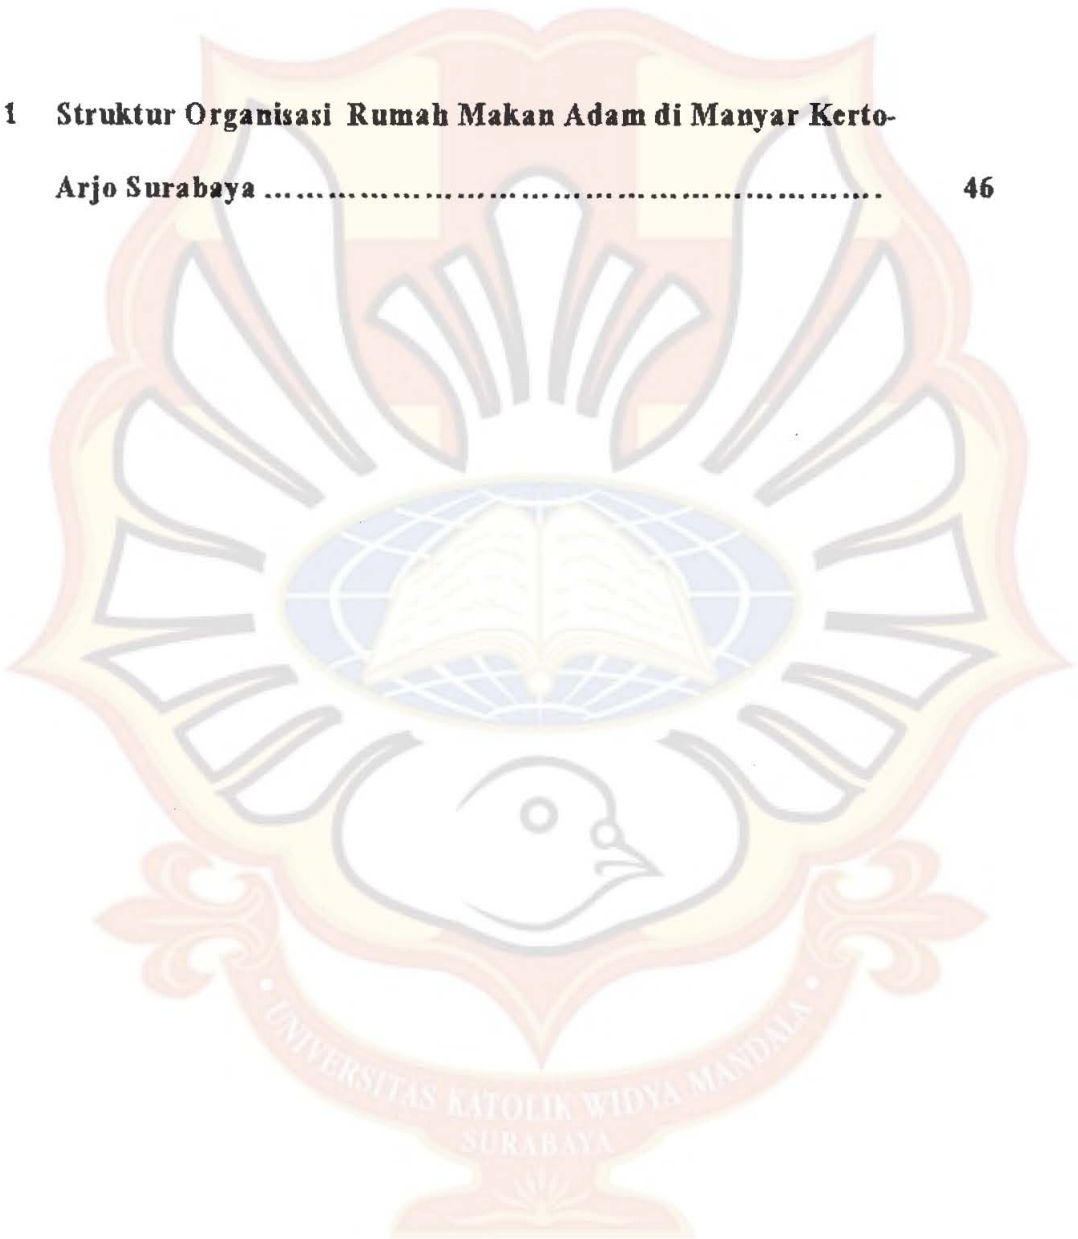 1 Struktur Organisasi Rumah Makan Adam di Manyar Kerto-
Arjo Surabaya ............................................................ 46
UNIVERSITAS KATOLIK WIDYA MANDALA
SURABAYA